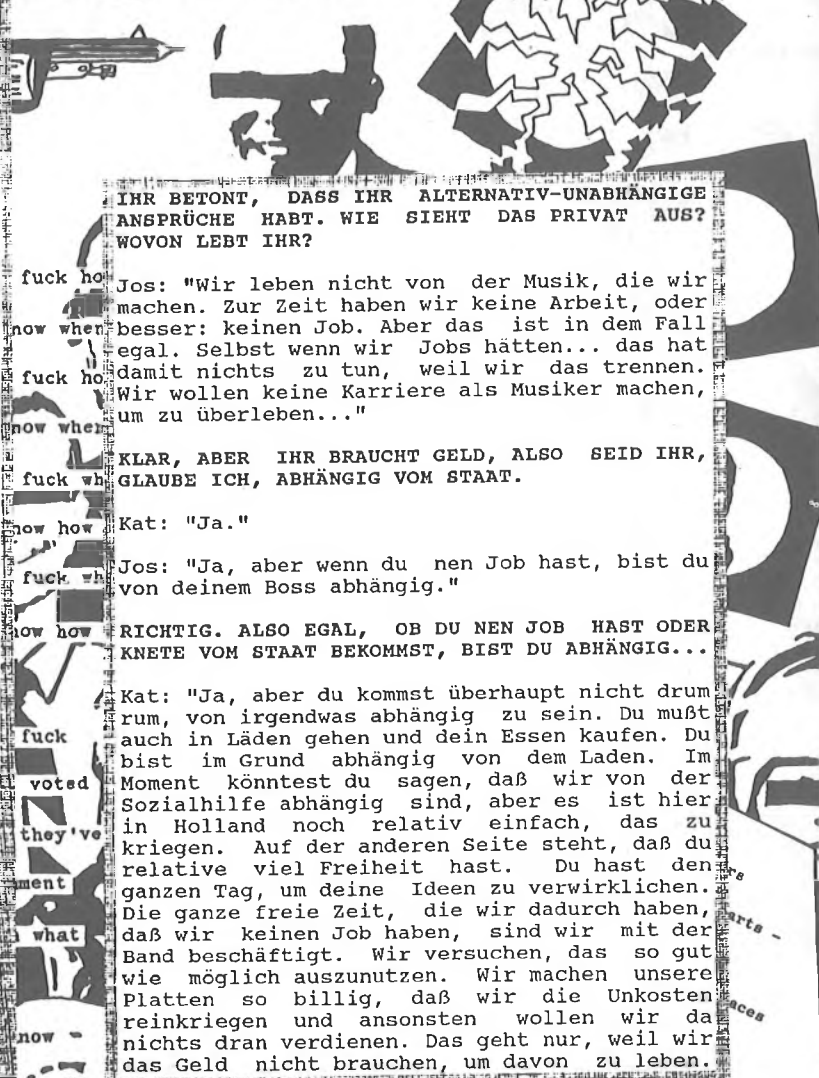 IHR BETONT, DASS IHR ALTERNATIV-UNABHÄNGIGE
ANSPRÜCHE HABT. WIE SIEHT DAS PRIVAT AUS?
WOVON LEBT IHR?
Jos: "Wir leben nicht von der Musik, die wir
machen. Zur Zeit haben wir keine Arbeit, oder
besser: keinen Job. Aber das ist in dem Fall
egal. Selbst wenn wir Jobs hätten... das hat
damit nichts zu tun, weil wir das trennen.
Wir wollen keine Karriere als Musiker machen,
um zu überleben..."
KLAR, ABER IHR BRAUCHT GELD, ALSO SEID IHR,
GLAUBE ICH, ABHÄNGIG VOM STAAT.
Kat: "Ja."
Jos: "Ja, aber wenn du nen Job hast, bist du
von deinem Boss abhängig."
RICHTIG. ALSO EGAL, OB DU NEN JOB HAST ODER
KNETE VOM STAAT BEKOMMST, BIST DU ABHÄNGIG...
Kat: "Ja, aber du kommst überhaupt nicht drum
rum, von irgendwas abhängig zu sein. Du mußt
auch in Läden gehen und dein Essen kaufen. Du
bist im Grund abhängig von dem Laden. Im
Moment könntest du sagen, daß wir von der
Sozialhilfe abhängig sind, aber es ist hier
in Holland noch relativ einfach, das zu
kriegen. Auf der anderen Seite steht, daß du
relative viel Freiheit hast. Du hast den
ganzen Tag, um deine Ideen zu verwirklichen.
Die ganze freie Zeit, die wir dadurch haben,
daß wir keinen Job haben, sind wir mit der
Band beschäftigt. Wir versuchen, das so gut
wie möglich auszunutzen. Wir machen unsere
Platten so billig, daß wir die Unkosten
reinkriegen und ansonsten wollen wir da
nichts dran verdienen. Das geht nur, weil wir
das Geld nicht brauchen, um davon zu leben.
fuck ho
now when
fuck ho
now when
fuck wh
now how
fuck wh
now how
fuck
voted
they've
ment
what
now -
rs
arts -
aces